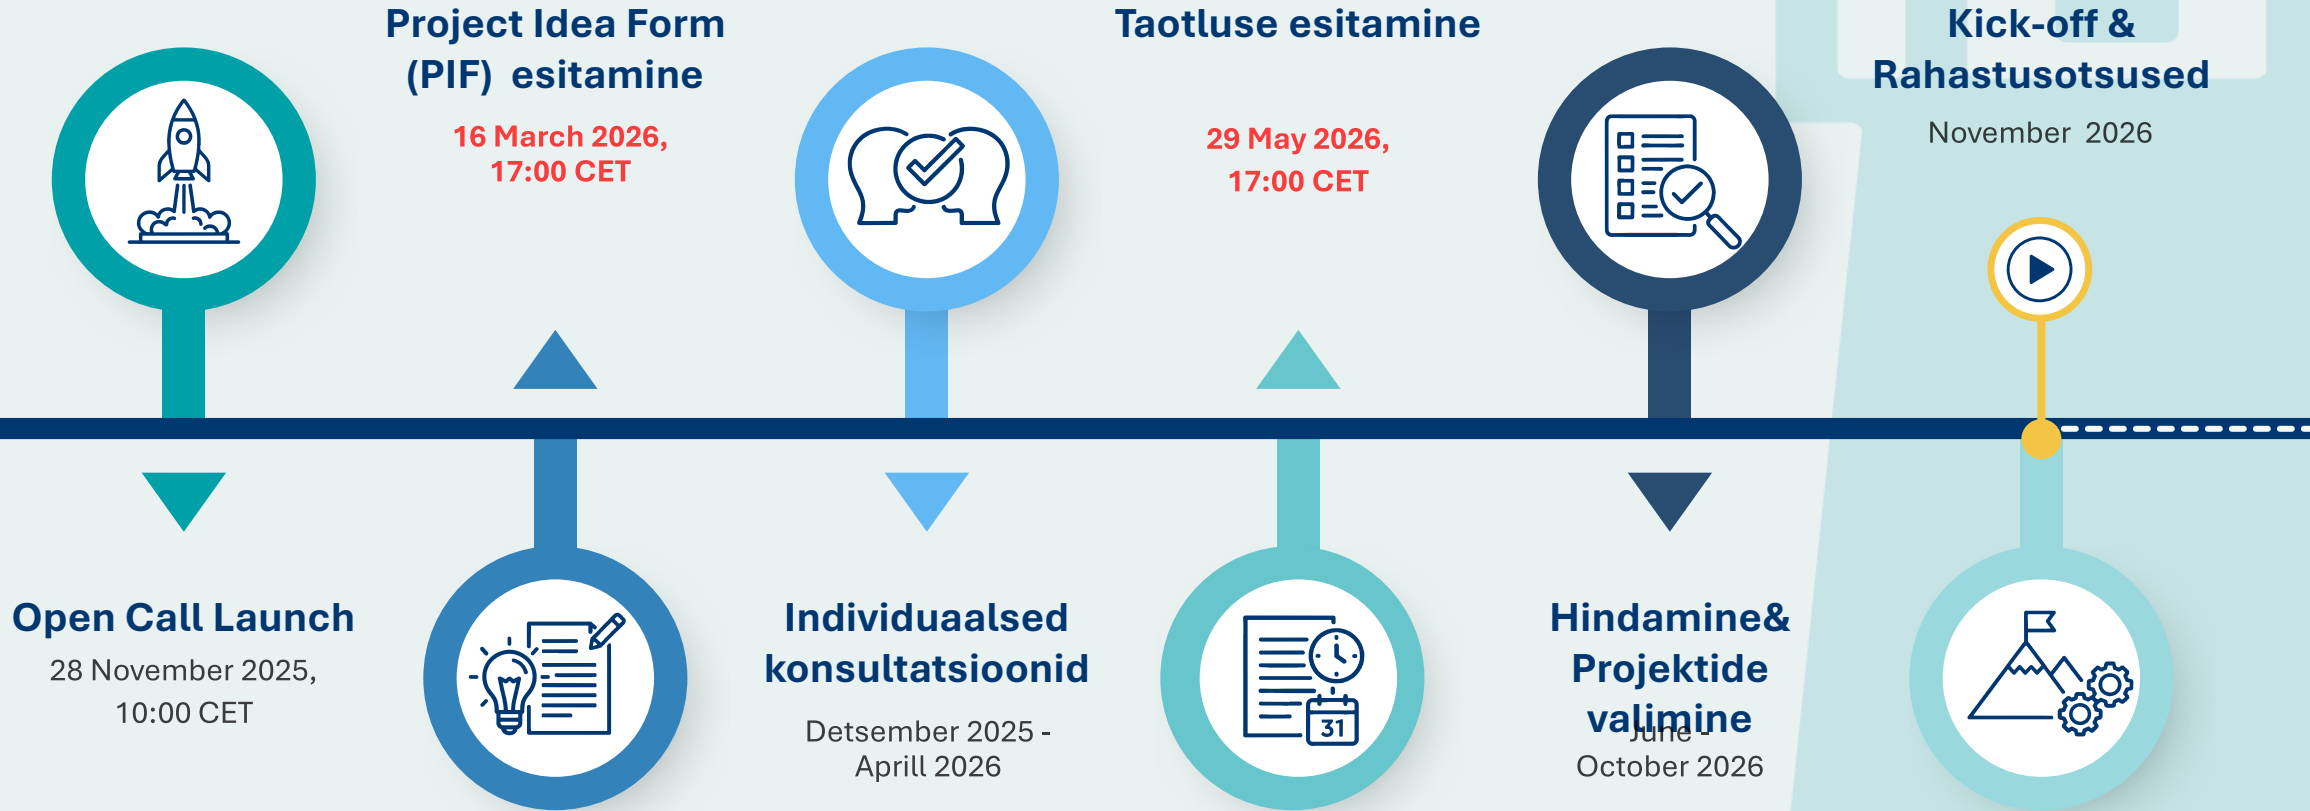 Project Idea Form
(PIF) esitamine
16 March 2026,
17:00 CET
Taotluse esitamine
29 May 2026,
17:00 CET
Kick-off &
Rahastusotsused
November 2026
Open Call Launch
28 November 2025,
10:00 CET
Individuaalsed
konsultatsioonid
Detsember 2025 -
Aprill 2026
31
Hindamine&
Projektide
valimine
June -
October 2026